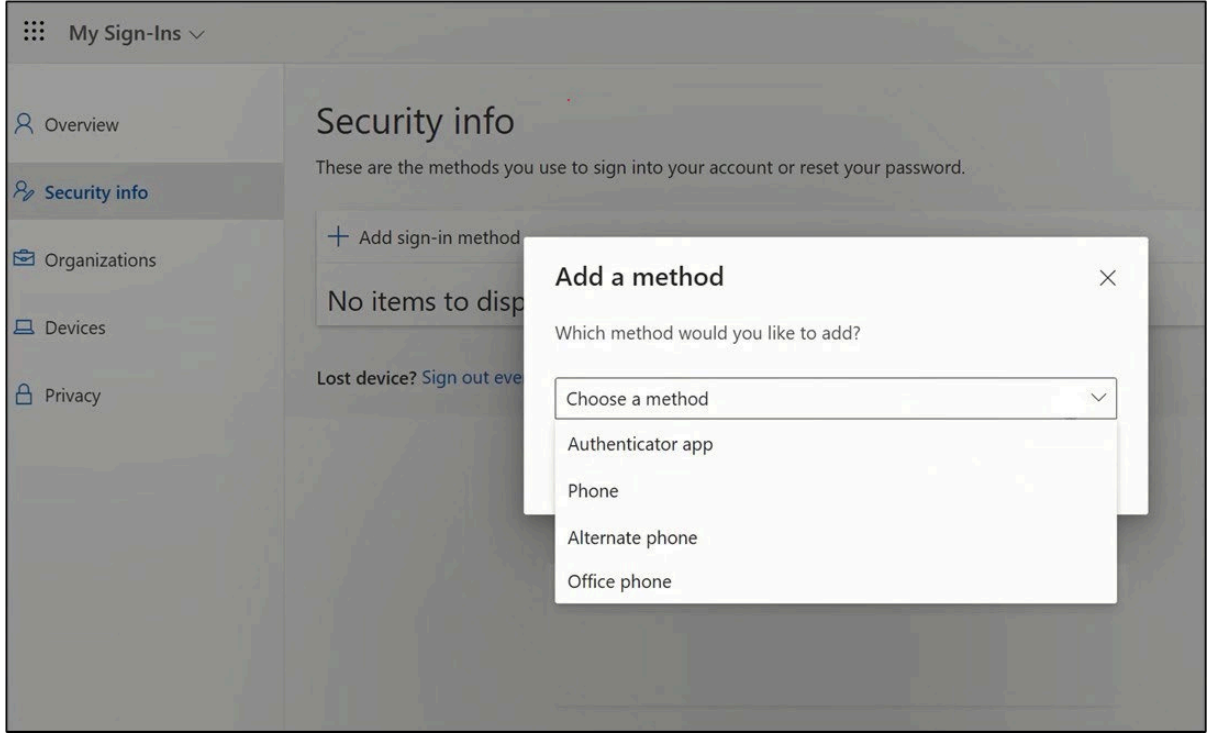 My Sign-Ins
Overview
Security info
Organizations
Devices
Privacy
Security info
These are the methods you use to sign into your account or reset your password.
Add sign-in method
No items to disp
Lost device? Sign out eve
Add a method
Which method would you like to add?
Choose a method
Authenticator app
Phone
Alternate phone
Office phone